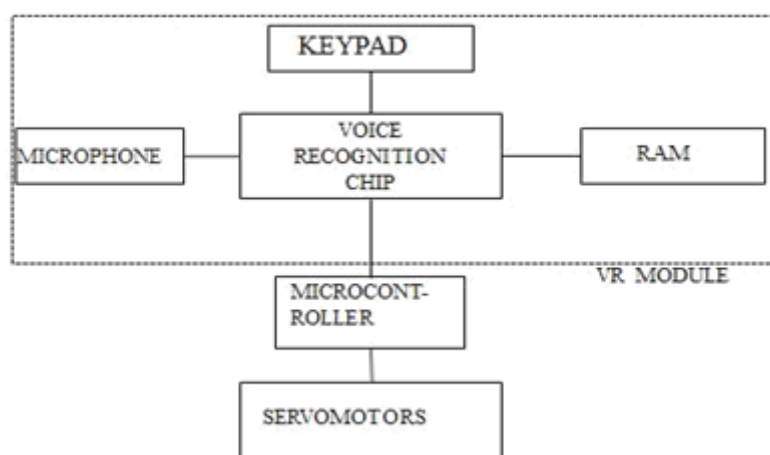 KEYPAD
VOICE
RECOGNITION
CHIP
MICROPHONE
RAM
VR MODULE
MICROCONT-
ROLLER
SERVOMOTORS